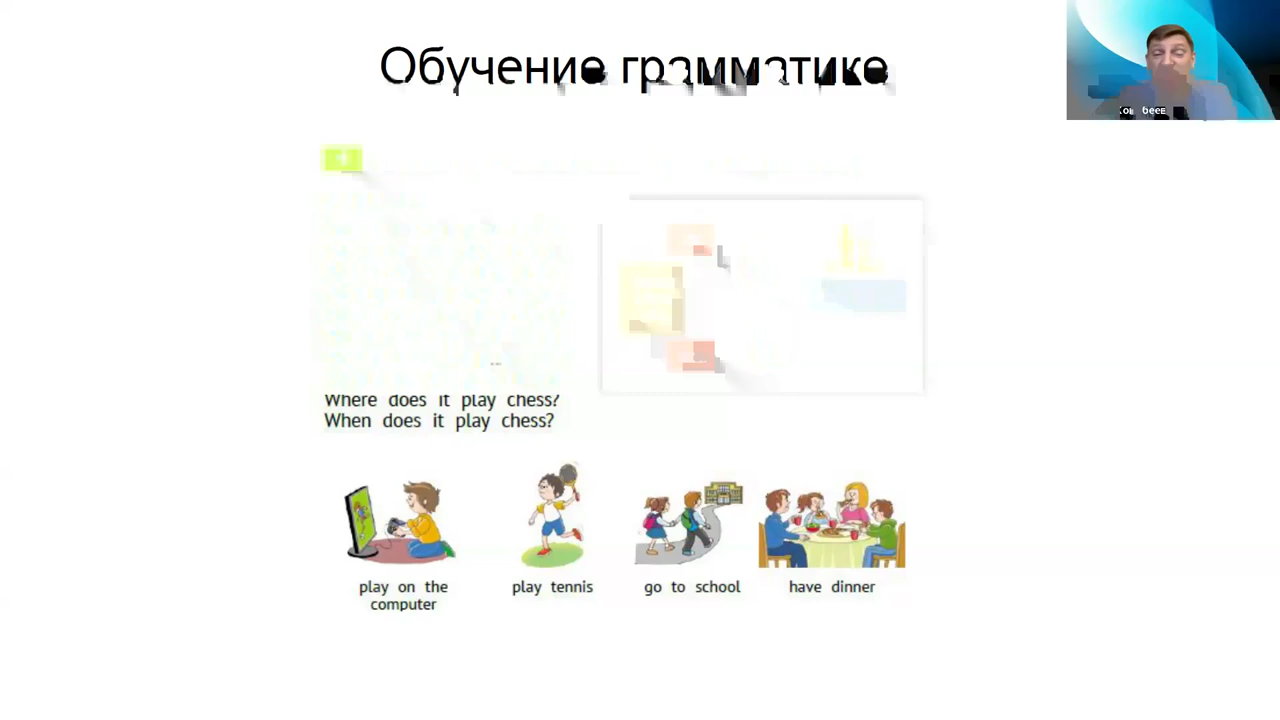 Обучение грамматике
Where does it play chess?
When does it play chess?
play on the
computer
play tennis
go to school
have dinner